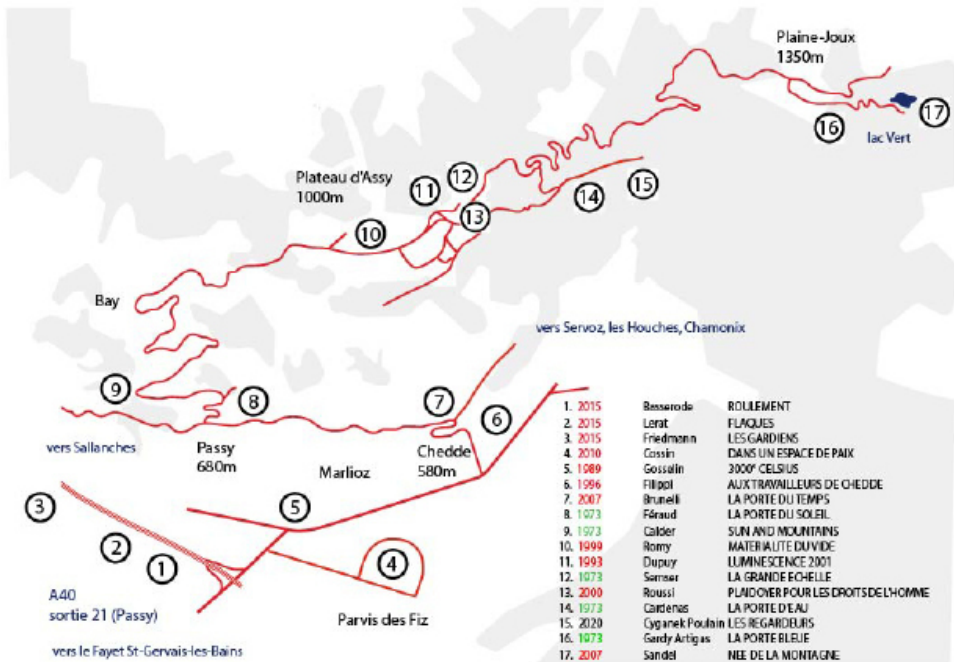 Plaine-Joux
1350m
17
16
lac Vert
12
11
Plateau d'Assy
1000m
15
14
13
10
Bay
vers Servoz, les Houches, Chamonix
9
8
7
6
vers Sallanches
Passy
680m
Chedde
580m
Marlioz
5
3
2
1
4
A40
sortie 21 (Passy)
Parvis des Fiz
vers le Fayet St-Gervais-les-Bains
1. 2015 Basserode ROULEMENT
2. 2015 Lerat FLAQUES
3. 2015 Friedmann LES GARDIENS
4. 2010 Cossin DANS UN ESPACE DE PAIX
5. 1989 Gosselin 3000° CELSIUS
6. 1996 Filippi AUX TRAVAILLEURS DE CHEDDE
7. 2007 Brunelli LA PORTE DU TEMPS
8. 1973 Féraud LA PORTE DU SOLEIL
9. 1973 Calder SUN AND MOUNTAINS
10. 1999 Romy MATERIALITE DU VIDE
11. 1993 Dupuy LUMINESCENCE 2001
12. 1973 Semser LA GRANDE ECHELLE
13. 2000 Roussi PLAIDOYER POUR LES DROITS DE L'HOMME
14. 1973 Cardenas LA PORTE D'EAU
15. 2020 Cyganek Poulain LES REGARDEURS
16. 1973 Gardy Artigas LA PORTE BLEUE
17. 2007 Sandel NEE DE LA MONTAGNE